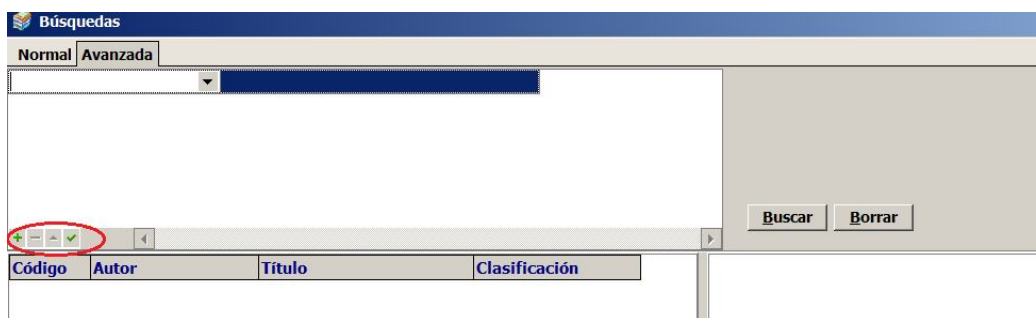 Búsquedas
Normal Avanzada
Buscar Borrar
Código Autor Título Clasificación